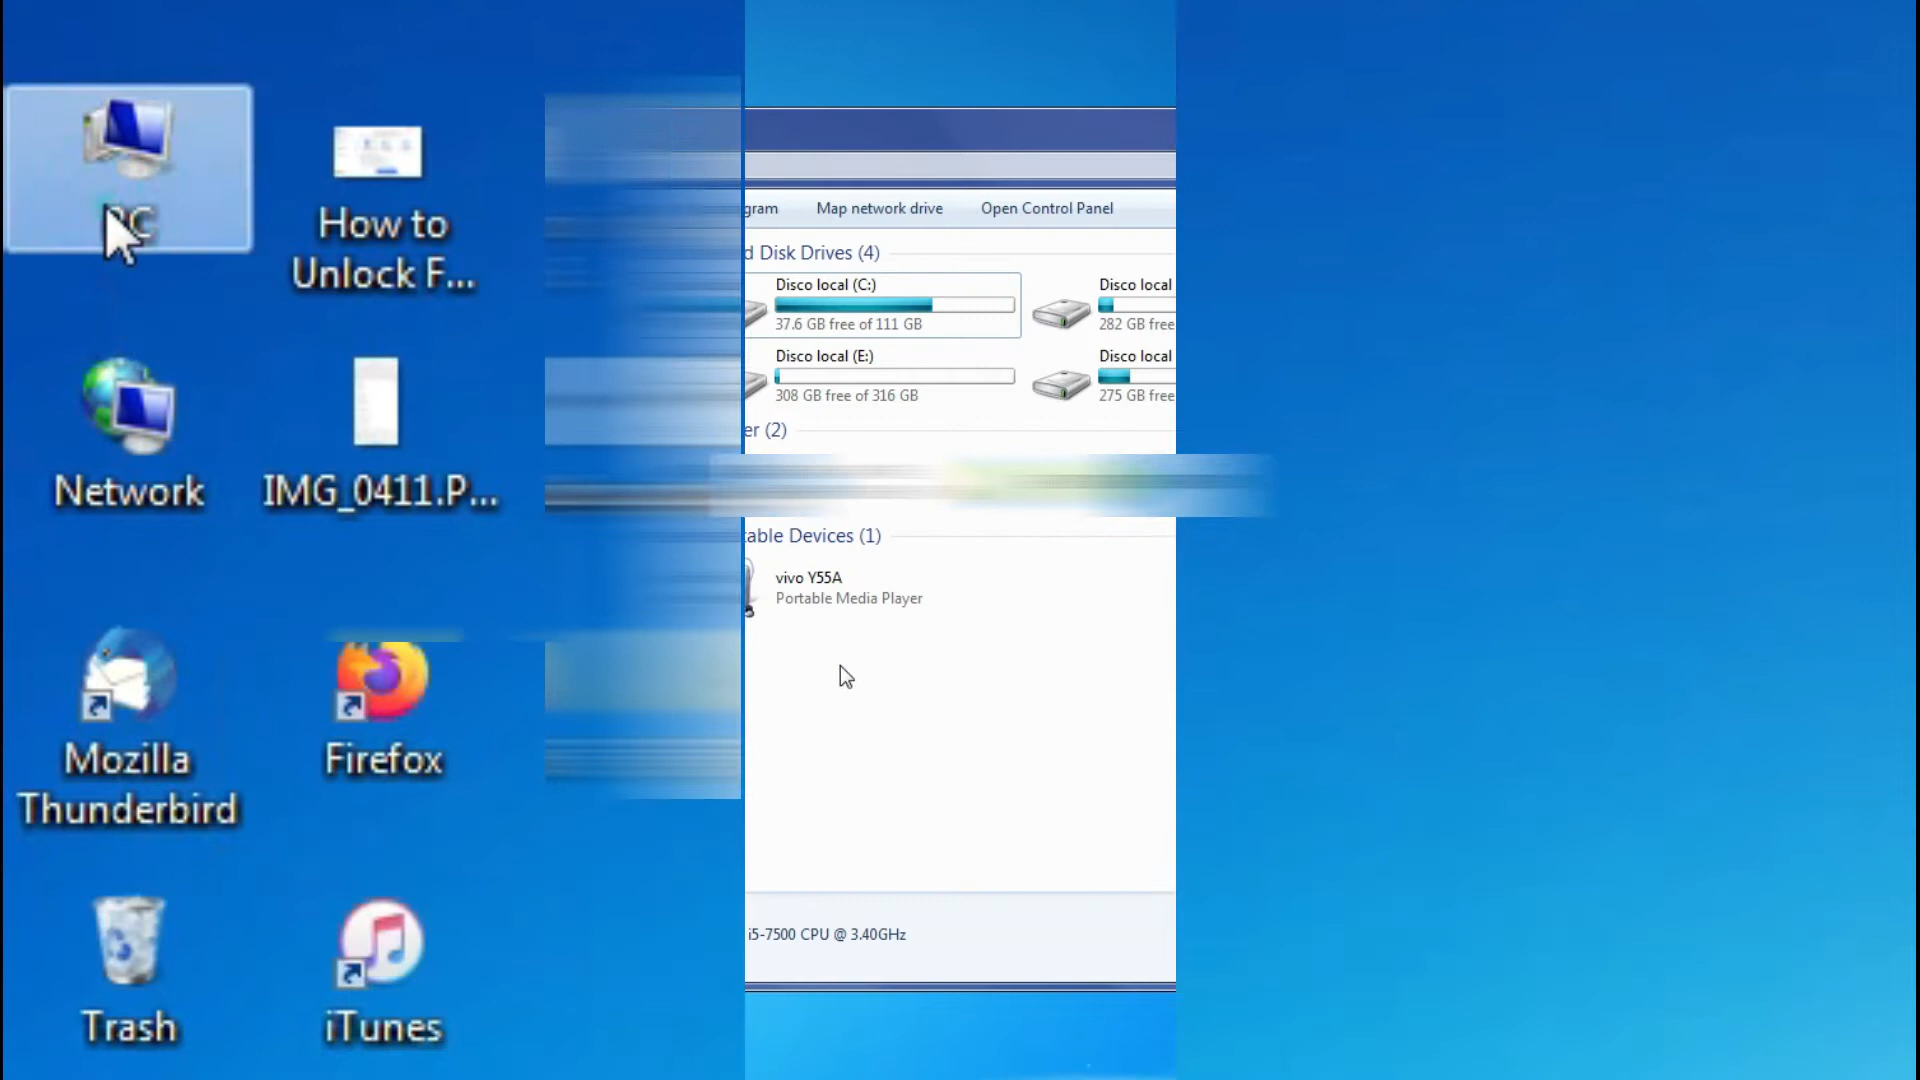 PC
How to
Unlock F...
Network
IMG_0411.P...
Mozilla
Thunderbird
Firefox
Trash
iTunes
gram Map network drive Open Control Panel
d Disk Drives (4)
Disco local (C:)
37.6 GB free of 111 GB
Disco local
282 GB free
Disco local (E:)
308 GB free of 316 GB
Disco local
275 GB free
er (2)
table Devices (1)
vivo Y55A
Portable Media Player
i5-7500 CPU @ 3.40GHz